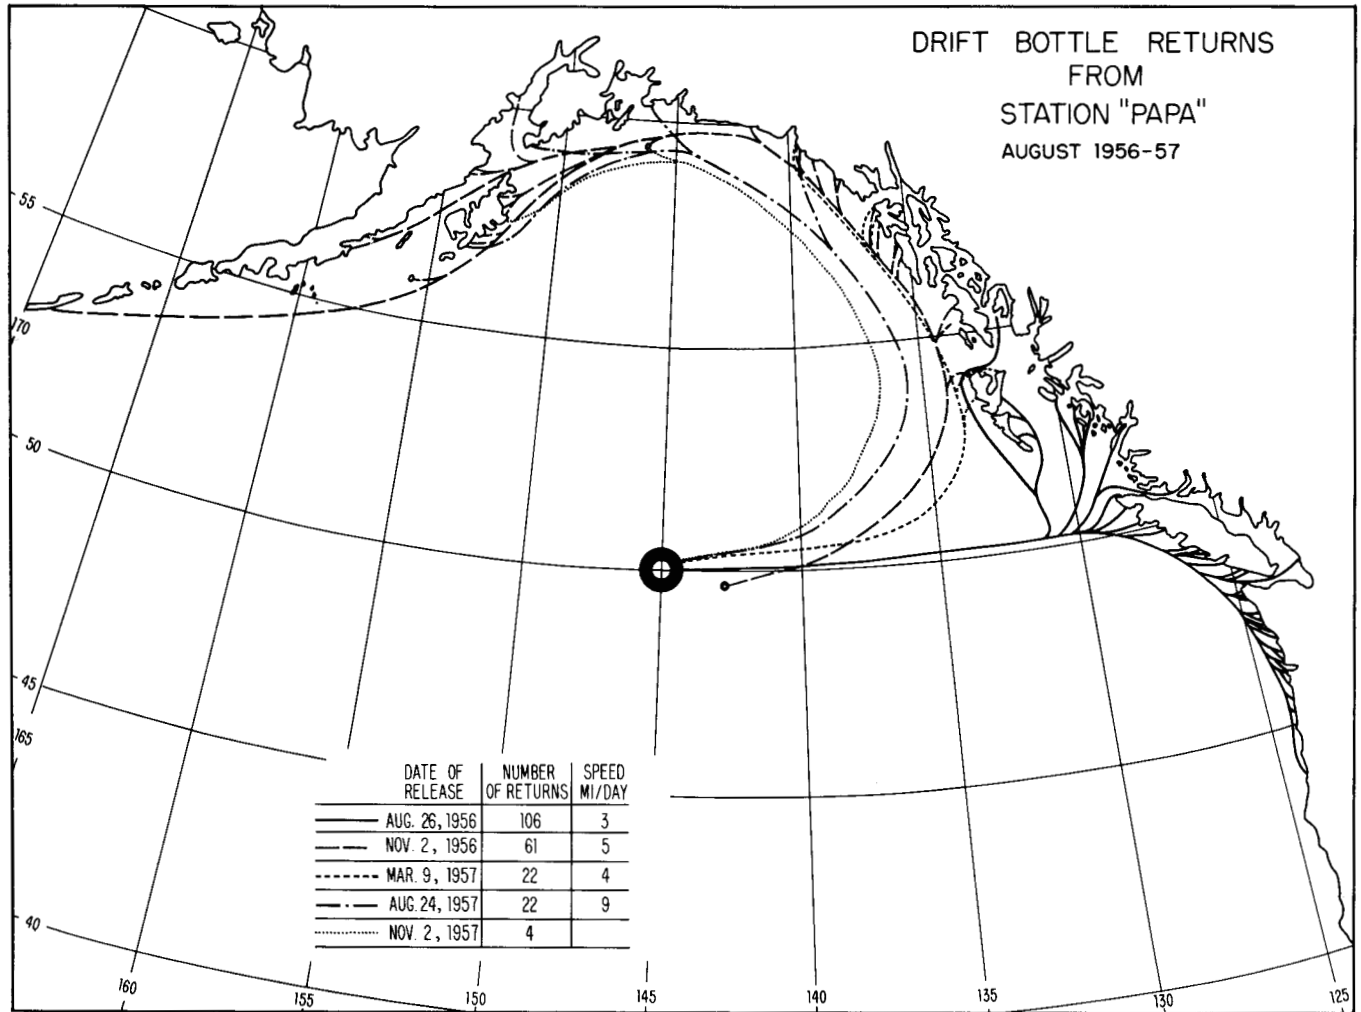 DRIFT BOTTLE RETURNS
FROM
STATION "PAPA"
AUGUST 1956-57
55
170
50
45
165
40
DATE OF RELEASE NUMBER OF RETURNS SPEED MI/DAY
AUG. 26, 1956 106 3
NOV. 2, 1956 61 5
MAR. 9, 1957 22 4
AUG. 24, 1957 22 9
NOV. 2, 1957 4
160 155 150 145 140 135 130 125